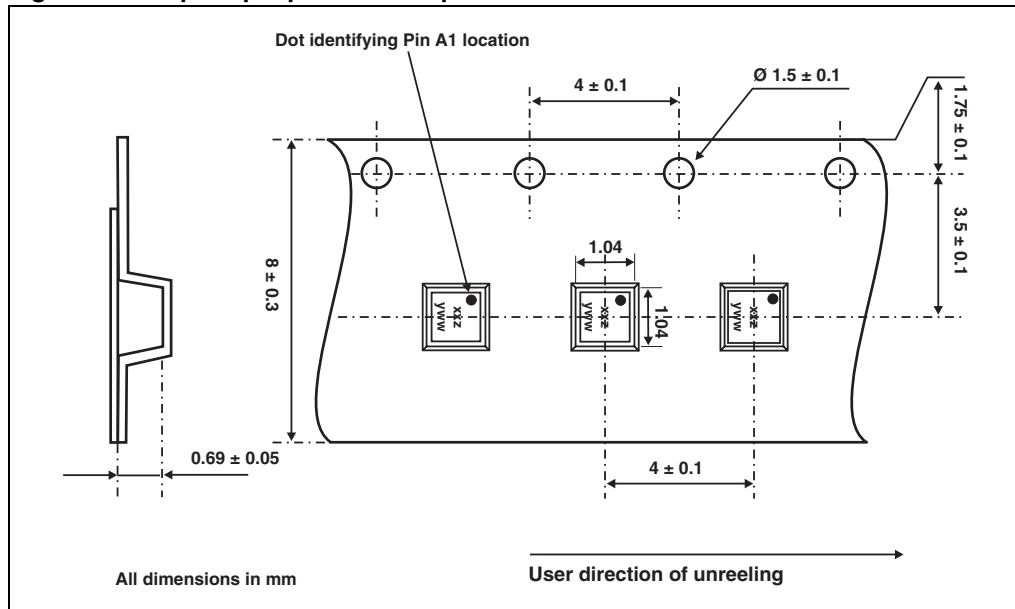 Dot identifying Pin A1 location
4 ± 0.1
Ø 1.5 ± 0.1
1.75 ± 0.1
3.5 ± 0.1
8 ± 0.3
1.04
1.04
xxz
yww
xxz
yww
xxz
yww
0.69 ± 0.05
4 ± 0.1
All dimensions in mm
User direction of unreeling